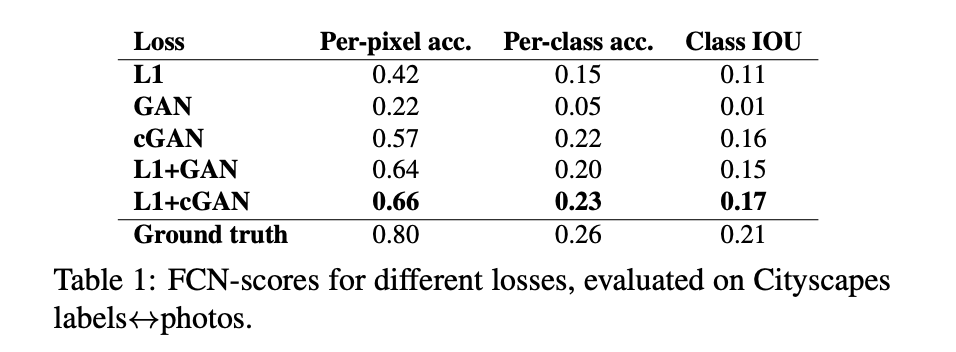 Loss Per-pixel acc. Per-class acc. Class IOU
L1 0.42 0.15 0.11
GAN 0.22 0.05 0.01
cGAN 0.57 0.22 0.16
L1+GAN 0.64 0.20 0.15
L1+cGAN 0.66 0.23 0.17
Ground truth 0.80 0.26 0.21
Table 1: FCN-scores for different losses, evaluated on Cityscapes
labels↔photos.